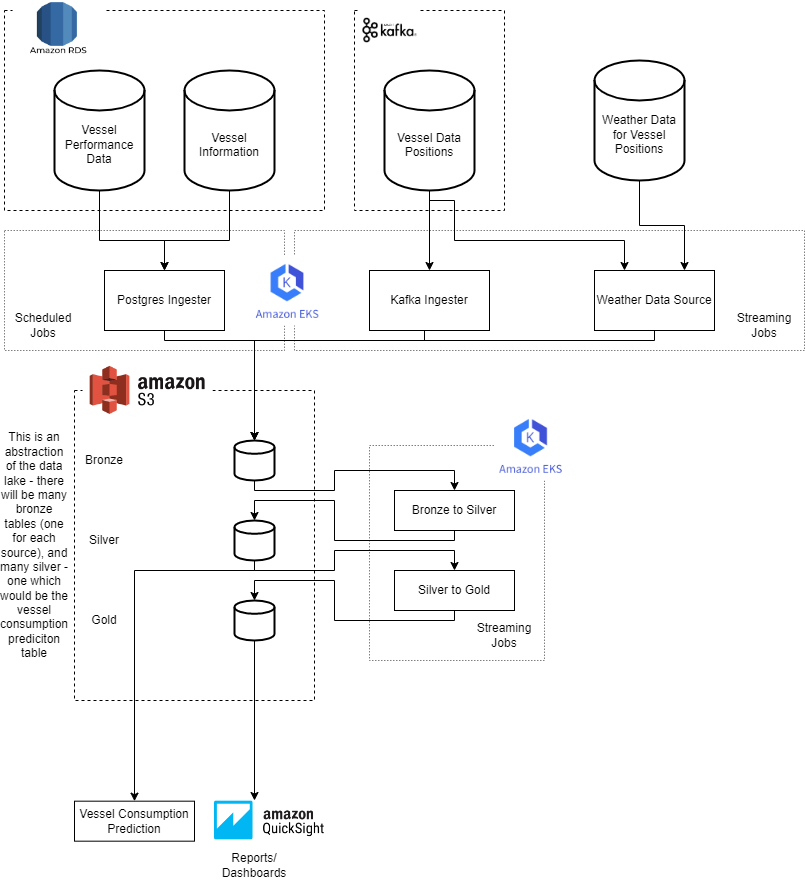 Amazon RDS
kafka
Vessel
Performance
Data
Vessel
Information
Vessel Data
Positions
Weather Data
for Vessel
Positions
Postgres Ingester
Kafka Ingester
Weather Data Source
Scheduled
Jobs
K
Amazon EKS
Streaming
Jobs
amazon
S3
This is an
abstraction
of the data
lake - there
will be many
bronze
tables (one
for each
source), and
many silver -
one which
would be the
vessel
consumption
prediciton
table
Bronze
Silver
Gold
K
Amazon EKS
Bronze to Silver
Silver to Gold
Streaming
Jobs
Vessel Consumption
Prediction
amazon
QuickSight
Reports/
Dashboards